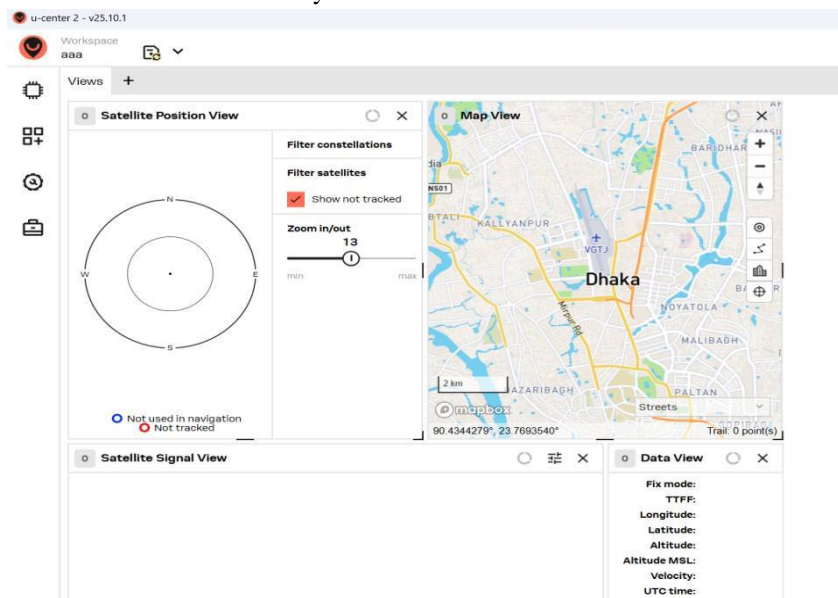 u-center 2 - v25.10.1
Workspace
aaa
Views +
o Satellite Position View
Filter constellations
Filter satellites
Show not tracked
Zoom in/out
13
min max
N
W E
S
Not used in navigation
Not tracked
o Map View
BARIDHAR
dia
N501
KALLYANPUR
VGTJ
Dhaka
Mirpur Rd
NOYATOLA
MALIBAGH
2 km
AZARIBAGH
PALTAN
mapbox
Streets
90.4344279°, 23.7693540°
Trail: 0 point(s)
o Satellite Signal View
o Data View
Fix mode:
TTFF:
Longitude:
Latitude:
Altitude:
Altitude MSL:
Velocity:
UTC time: